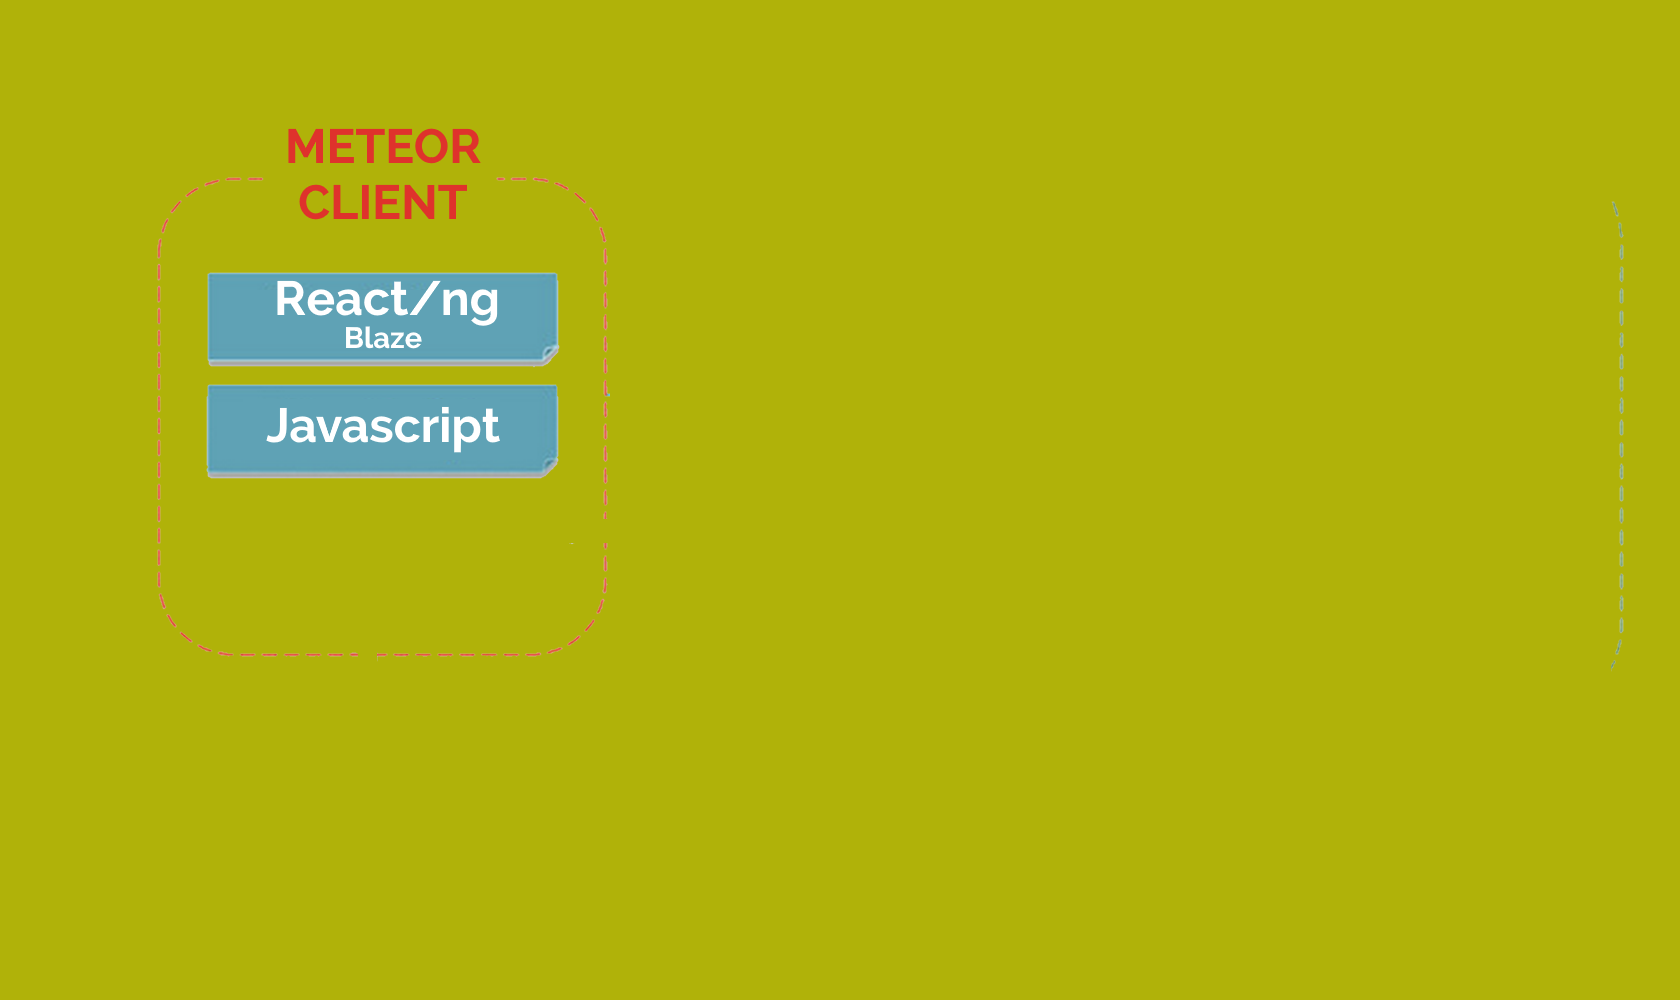 METEOR
CLIENT
React/ng
Blaze
Javascript